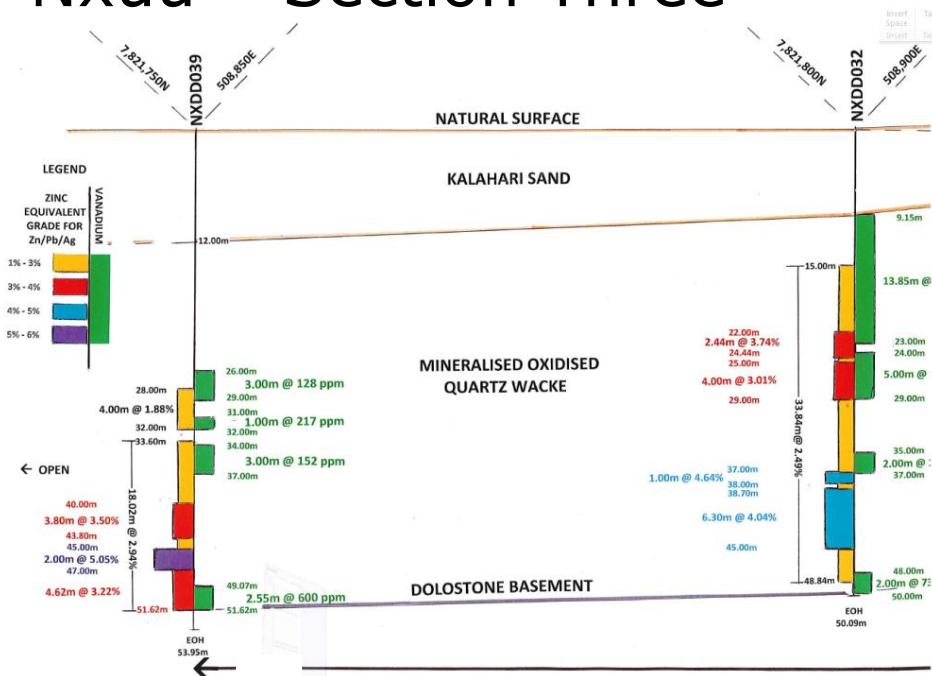 Nxuu – Section Three
Insert
Space
Insert
7,821,750N
NXDD039
508,850E
7,821,800N
NXDD032
508,900E
NATURAL SURFACE
KALAHARI SAND
LEGEND
ZINC
EQUIVALENT
GRADE FOR
Zn/Pb/Ag
VANADIUM
1% - 3%
3% - 4%
4% - 5%
5% - 6%
12.00m
9.15m
15.00m
13.85m @
22.00m
2.44m @ 3.74%
24.44m
25.00m
4.00m @ 3.01%
29.00m
23.00m
24.00m
5.00m @
29.00m
MINERALISED OXIDISED
QUARTZ WACKE
26.00m
3.00m @ 128 ppm
29.00m
28.00m
4.00m @ 1.88%
32.00m
31.00m
1.00m @ 217 ppm
32.00m
33.60m
34.00m
3.00m @ 152 ppm
37.00m
← OPEN
18.02m @ 2.94%
40.00m
3.80m @ 3.50%
43.80m
45.00m
2.00m @ 5.05%
47.00m
4.62m @ 3.22%
51.62m
49.07m
2.55m @ 600 ppm
51.62m
EOH
53.95m
33.84m@ 2.49%
37.00m
1.00m @ 4.64%
38.00m
38.70m
6.30m @ 4.04%
45.00m
35.00m
2.00m @
37.00m
48.84m
48.00m
2.00m @ 73
50.00m
DOLOSTONE BASEMENT
EOH
50.09m